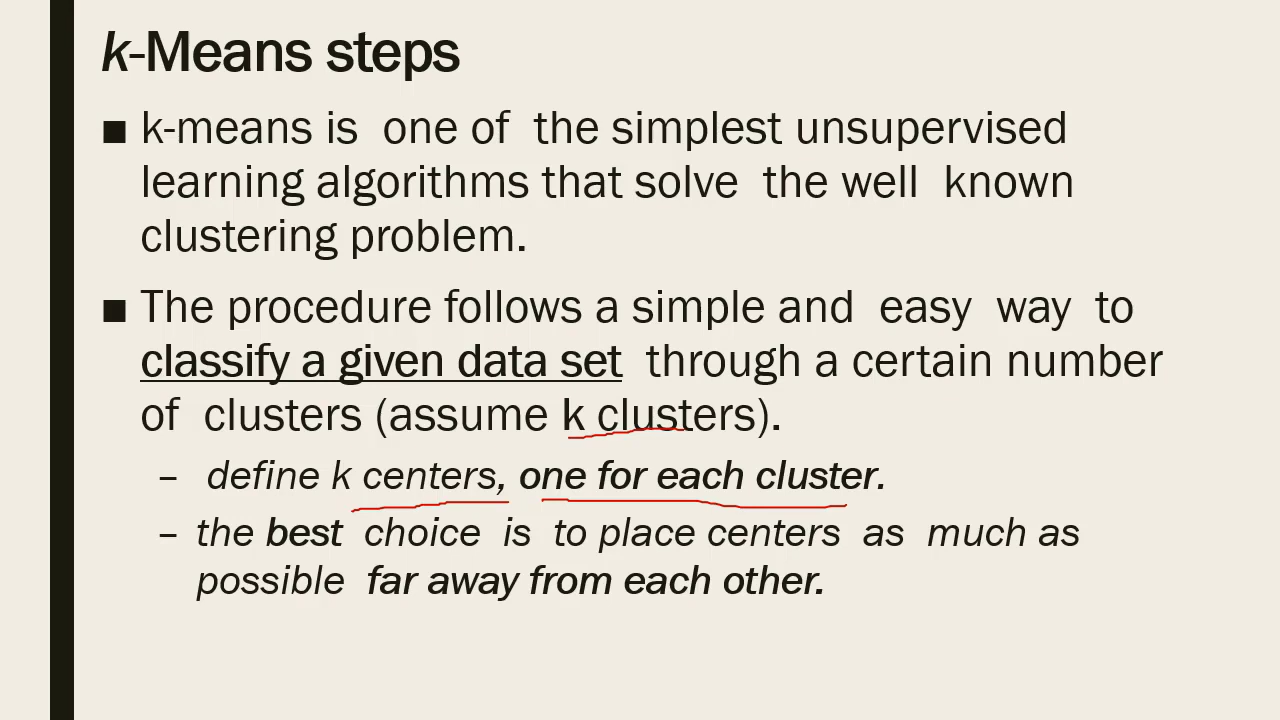 k-Means steps
■ k-means is one of the simplest unsupervised
learning algorithms that solve the well known
clustering problem.
■ The procedure follows a simple and easy way to
classify a given data set through a certain number
of clusters (assume k clusters).
– define k centers, one for each cluster.
– the best choice is to place centers as much as
possible far away from each other.